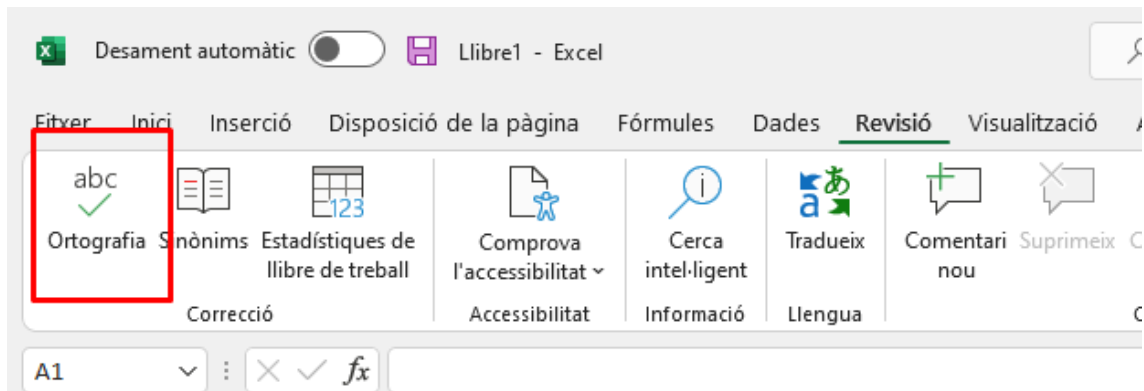 Desament automàtic Llibre1 - Excel
Fitxer Inici Inserció Disposició de la pàgina Fórmules Dades Revisió Visualització
abc
123
あ
a
Ortografia Sinònims Estadístiques de
llibre de treball
Comprova
l'accessibilitat
Cerca
intel·ligent
Tradueix
Comentari
nou
Suprimeix
Correcció Accessibilitat Informació Llengua
A1 fx